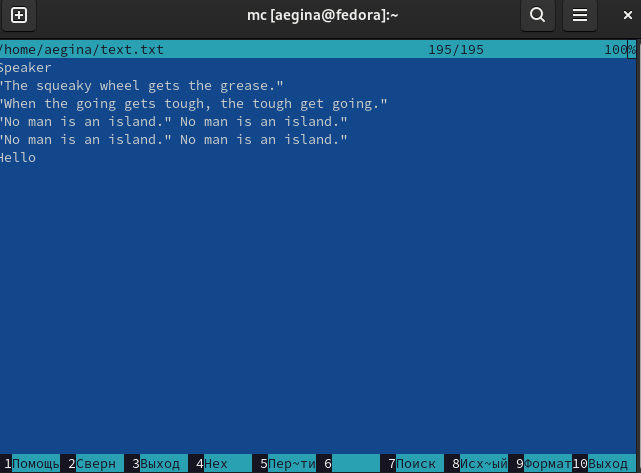 mc [aegina@fedora]:~
/home/aegina/text.txt 195/195 100%
Speaker
"The squeaky wheel gets the grease."
"When the going gets tough, the tough get going."
"No man is an island." No man is an island."
"No man is an island." No man is an island."
Hello
1Помощь 2Сверн 3Выход 4Hex 5Пер~ти 6 7Поиск 8Исх~ый 9Формат 10Выход